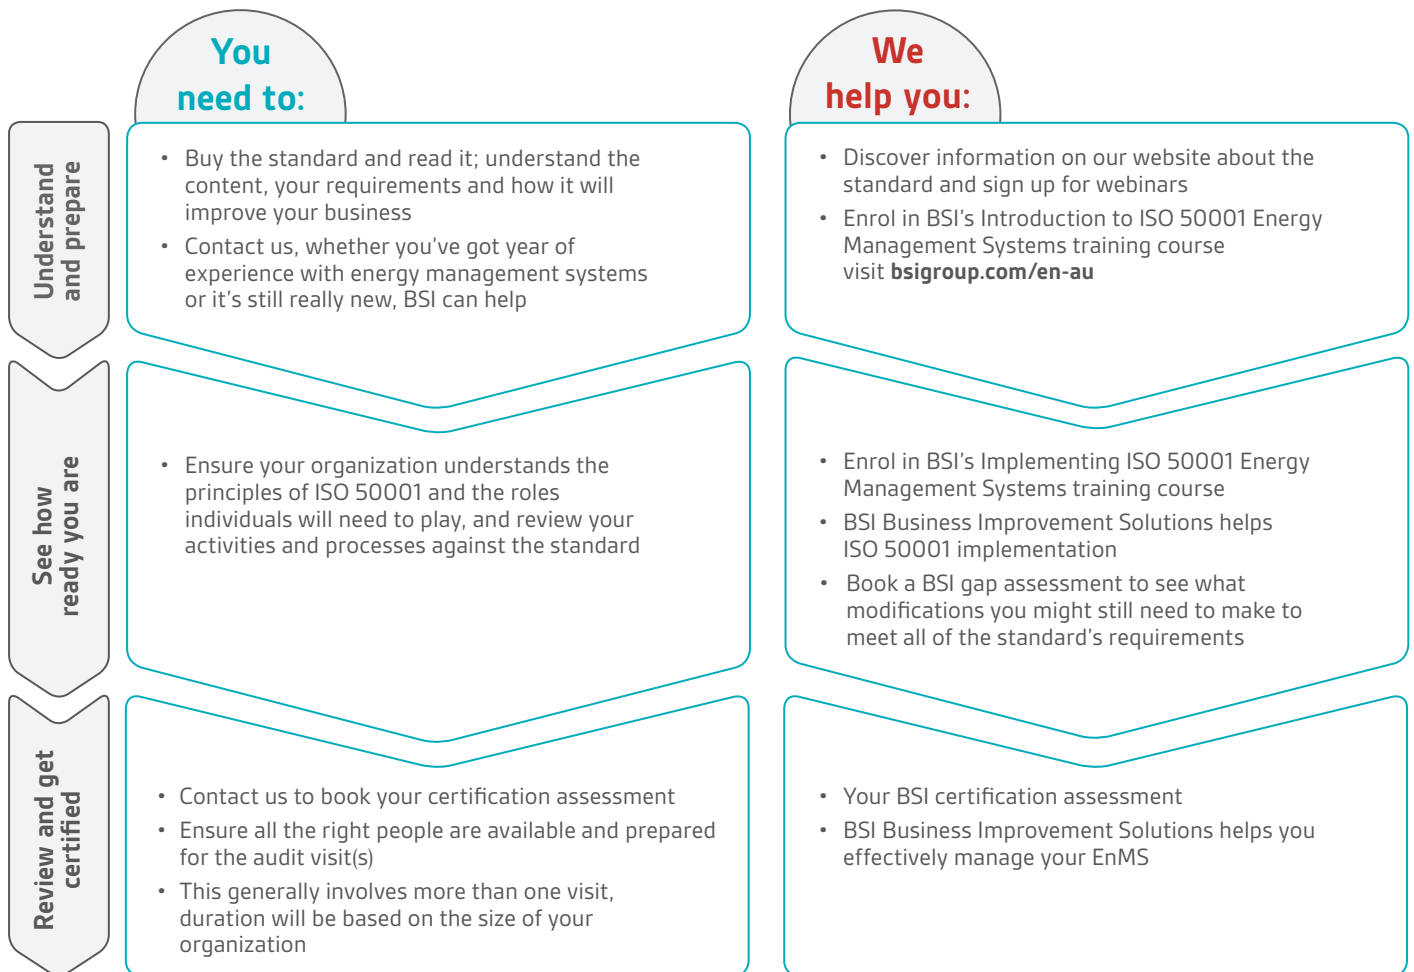 You
need to:
We
help you:
Understand
and prepare
• Buy the standard and read it; understand the
content, your requirements and how it will
improve your business
• Contact us, whether you've got year of
experience with energy management systems
or it's still really new, BSI can help
• Discover information on our website about the
standard and sign up for webinars
• Enrol in BSI's Introduction to ISO 50001 Energy
Management Systems training course
visit bsigroup.com/en-au
See how
ready you are
• Ensure your organization understands the
principles of ISO 50001 and the roles
individuals will need to play, and review your
activities and processes against the standard
• Enrol in BSI's Implementing ISO 50001 Energy
Management Systems training course
• BSI Business Improvement Solutions helps
ISO 50001 implementation
• Book a BSI gap assessment to see what
modifications you might still need to make to
meet all of the standard's requirements
Review and get
certified
• Contact us to book your certification assessment
• Ensure all the right people are available and prepared
for the audit visit(s)
• This generally involves more than one visit,
duration will be based on the size of your
organization
• Your BSI certification assessment
• BSI Business Improvement Solutions helps you
effectively manage your EnMS